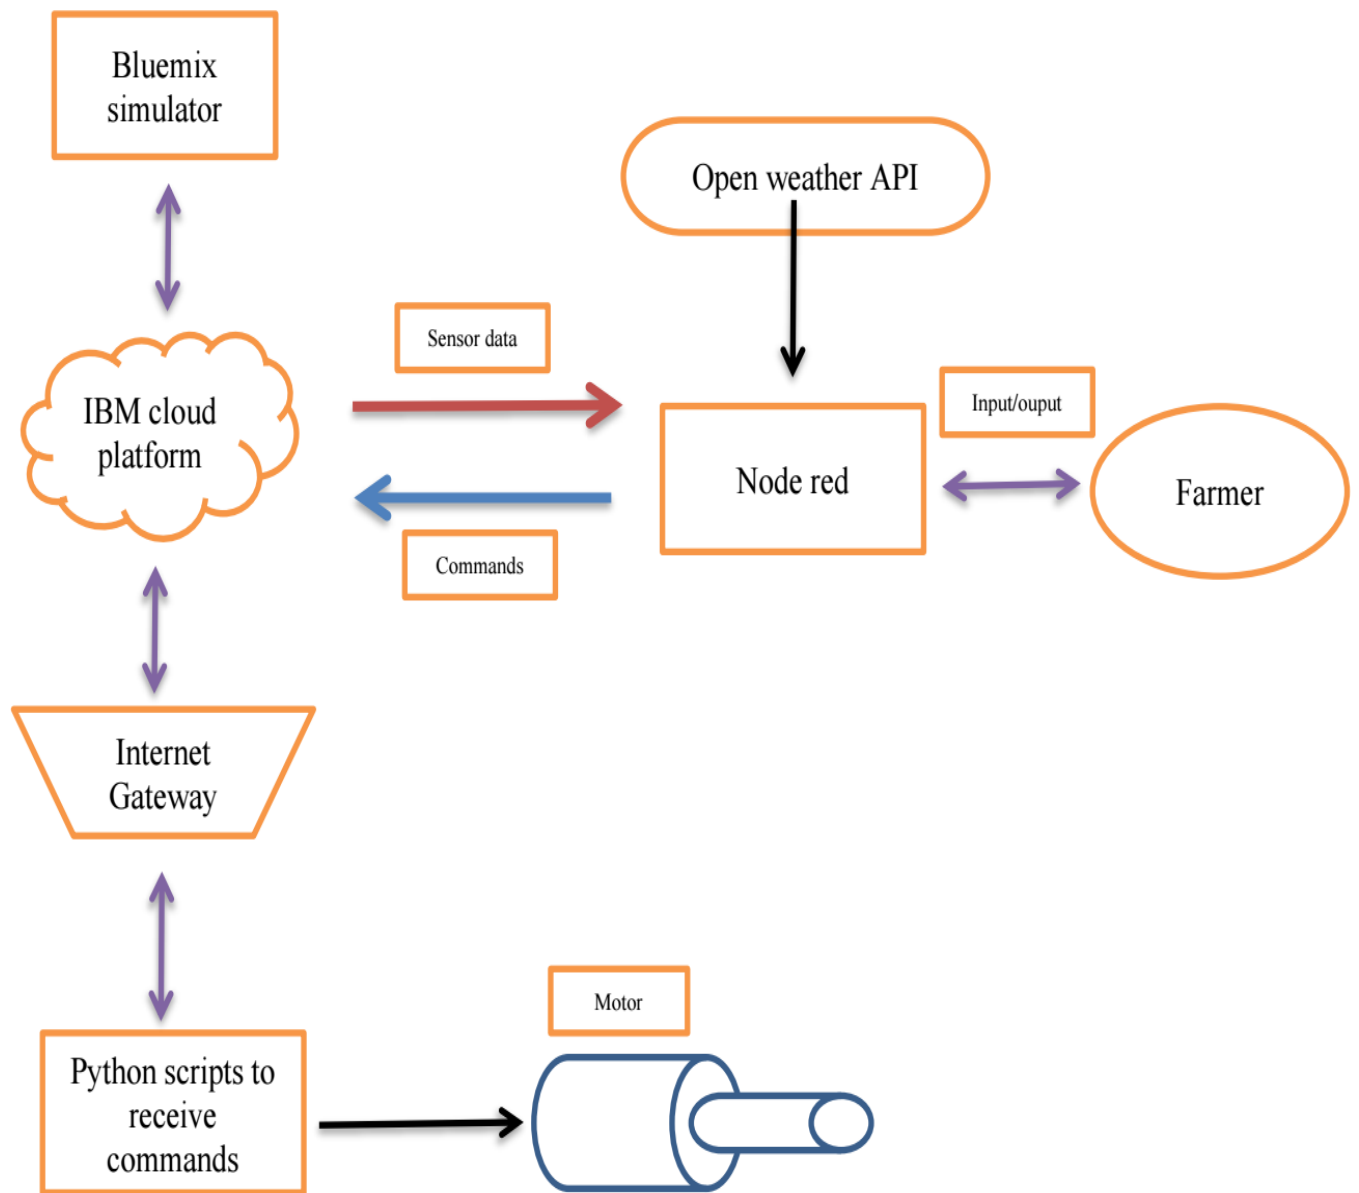 Bluemix
simulator
Open weather API
Sensor data
Input/ouput
IBM cloud
platform
Node red
Farmer
Commands
Internet
Gateway
Motor
Python scripts to
receive
commands